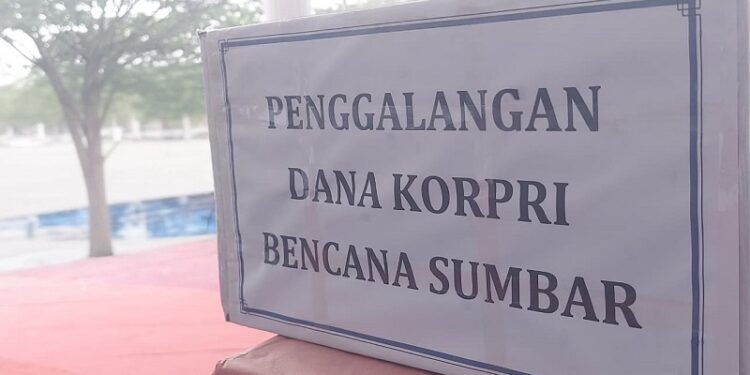 PENGGALANGAN
DANA KORPRI
BENCANA SUMBAR